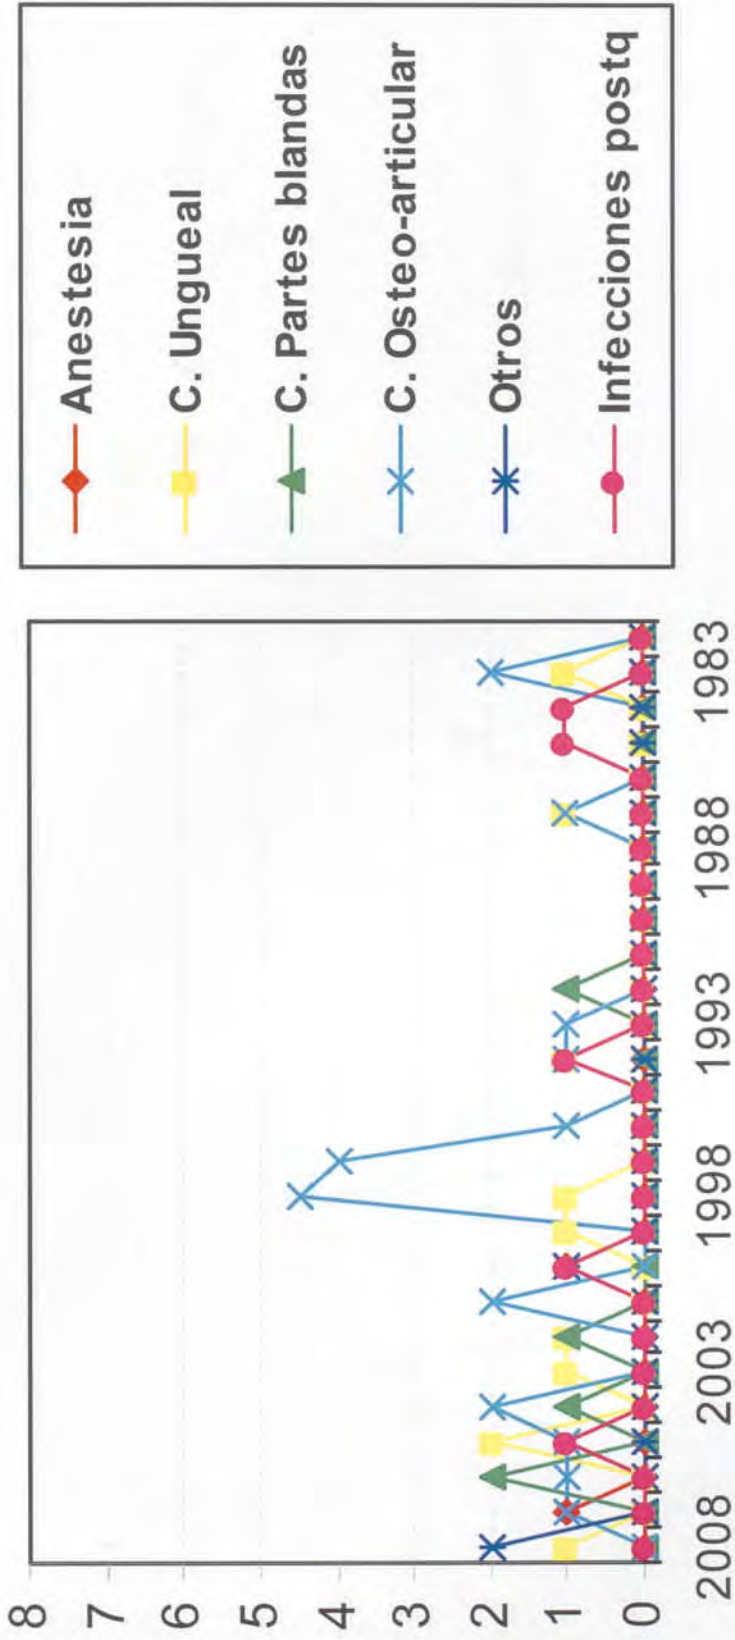 8
7
6
5
4
3
2
1
0
2008
2003
1998
1993
1988
1983
Anestesia
C. Ungueal
C. Partes blandas
C. Osteo-articular
Otros
Infecciones postq